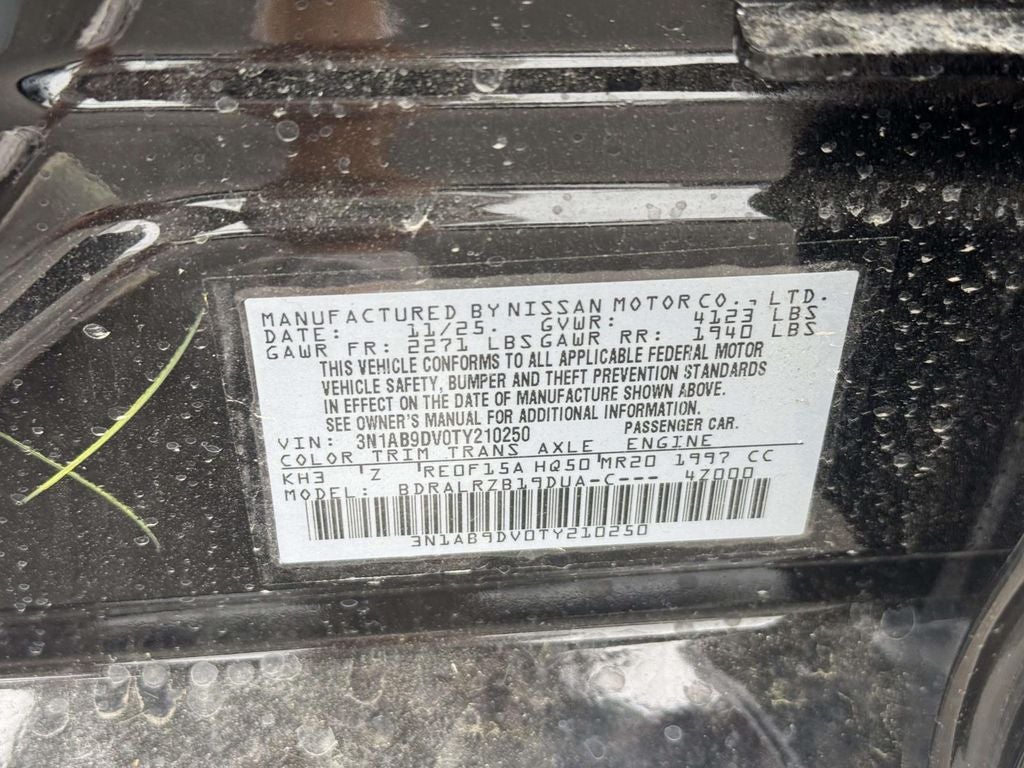 MANUFACTURED BY NISSAN MOTOR CO., LTD.
DATE: 11/25. GVWR: 4123 LBS
GAWR FR: 2271 LBS GAWR RR: 1940 LBS
THIS VEHICLE CONFORMS TO ALL APPLICABLE FEDERAL MOTOR
VEHICLE SAFETY, BUMPER AND THEFT PREVENTION STANDARDS
IN EFFECT ON THE DATE OF MANUFACTURE SHOWN ABOVE.
SEE OWNER'S MANUAL FOR ADDITIONAL INFORMATION.
VIN: 3N1AB9DV0TY210250 PASSENGER CAR.
COLOR TRIM TRANS AXLE ENGINE
KH3 Z RE0F15A HQ50 MR20 1997 CC
MODEL: BDRALRZB19DUA-C--- 4Z000
3N1AB9DV0TY210250